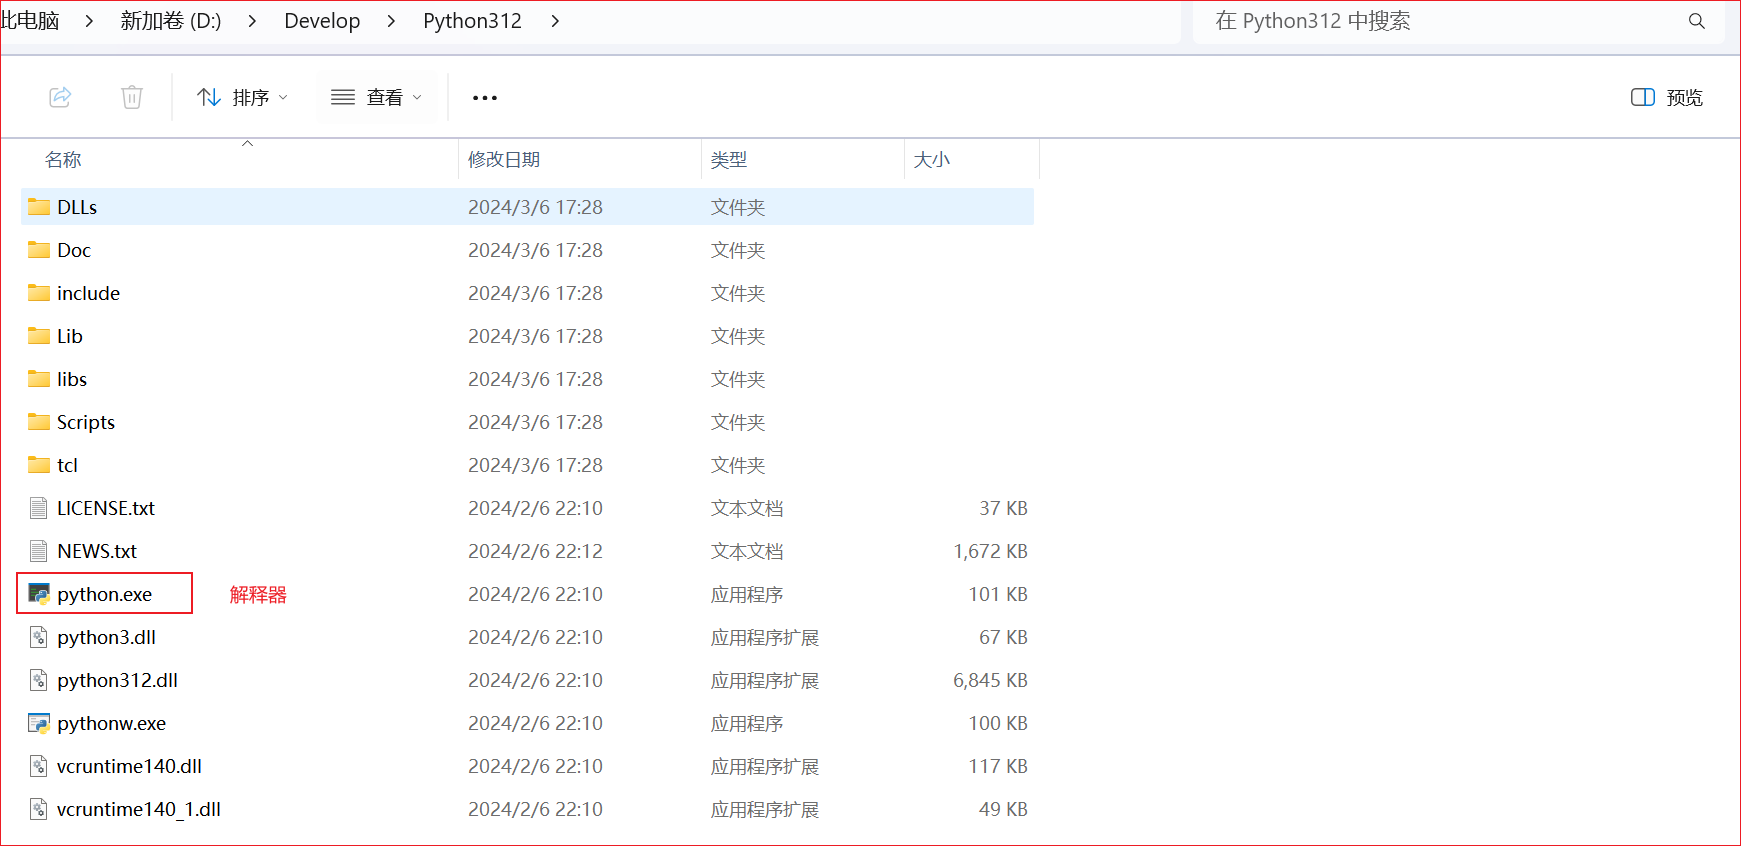 此电脑 > 新加卷 (D:) > Develop > Python312 >
在 Python312 中搜索
排序 查看 ··· 预览
名称 修改日期 类型 大小
DLLs 2024/3/6 17:28 文件夹
Doc 2024/3/6 17:28 文件夹
include 2024/3/6 17:28 文件夹
Lib 2024/3/6 17:28 文件夹
libs 2024/3/6 17:28 文件夹
Scripts 2024/3/6 17:28 文件夹
tcl 2024/3/6 17:28 文件夹
LICENSE.txt 2024/2/6 22:10 文本文档 37 KB
NEWS.txt 2024/2/6 22:12 文本文档 1,672 KB
python.exe 解释器 2024/2/6 22:10 应用程序 101 KB
python3.dll 2024/2/6 22:10 应用程序扩展 67 KB
python312.dll 2024/2/6 22:10 应用程序扩展 6,845 KB
pythonw.exe 2024/2/6 22:10 应用程序 100 KB
vcruntime140.dll 2024/2/6 22:10 应用程序扩展 117 KB
vcruntime140_1.dll 2024/2/6 22:10 应用程序扩展 49 KB